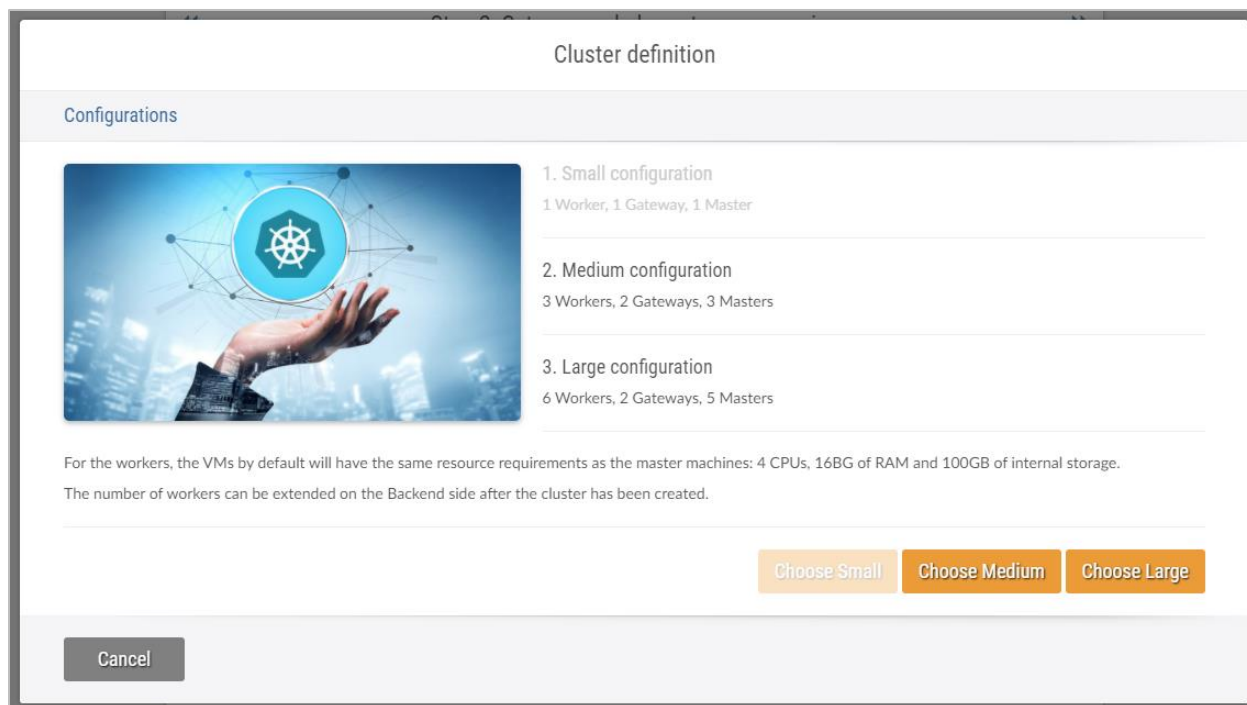 Cluster definition
Configurations
1. Small configuration
1 Worker, 1 Gateway, 1 Master
2. Medium configuration
3 Workers, 2 Gateways, 3 Masters
3. Large configuration
6 Workers, 2 Gateways, 5 Masters
For the workers, the VMs by default will have the same resource requirements as the master machines: 4 CPUs, 16BG of RAM and 100GB of internal storage.
The number of workers can be extended on the Backend side after the cluster has been created.
Choose Small Choose Medium Choose Large
Cancel